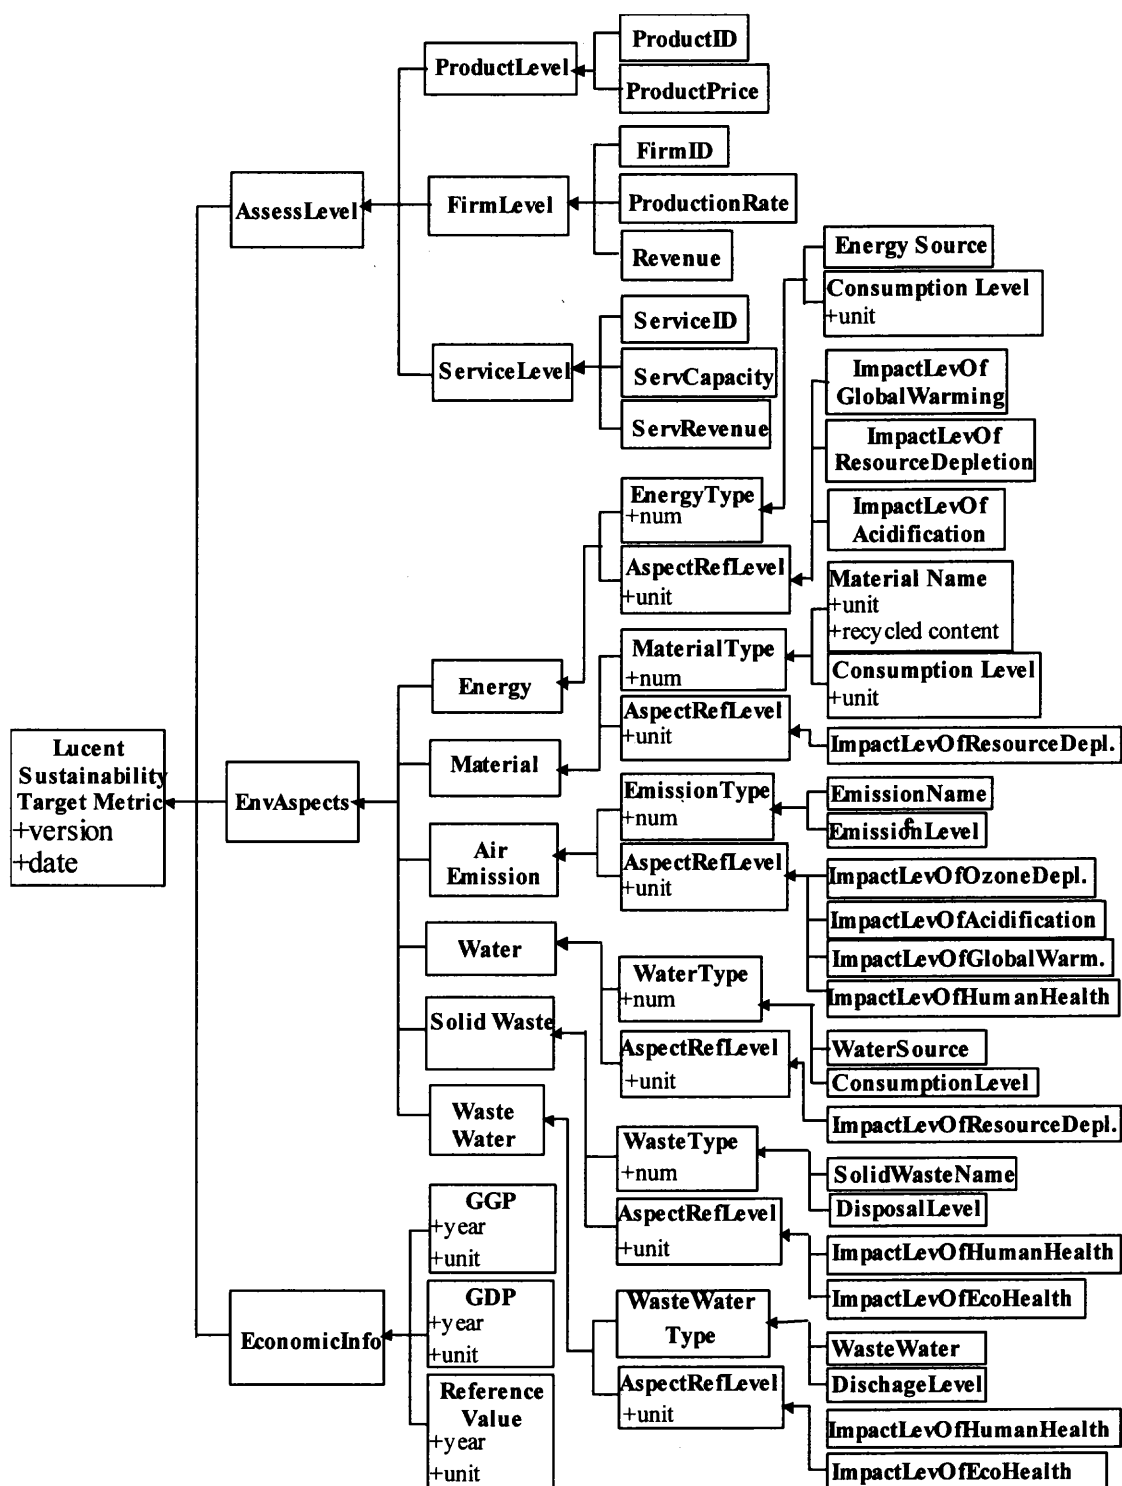 ProductID
ProductLevel
ProductPrice
FirmID
AssessLevel
FirmLevel
ProductionRate
Revenue
Energy Source
Consumption Level
+unit
ServiceID
ServiceLevel
ServCapacity
ServRevenue
ImpactLevOf
GlobalWarming
ImpactLevOf
ResourceDepletion
EnergyType
+num
ImpactLevOf
Acidification
AspectRefLevel
+unit
Material Name
+unit
+recycled content
MaterialType
+num
Consumption Level
+unit
Energy
AspectRefLevel
+unit
ImpactLevOfResourceDepl.
Lucent
Sustainability
Target Metric
+version
+date
EnvAspects
Material
EmissionType
+num
EmissionName
EmissionLevel
Air
Emission
AspectRefLevel
+unit
ImpactLevOfOzoneDepl.
ImpactLevOfAcidification
ImpactLevOfGlobalWarm.
ImpactLevOfHumanHealth
Water
WaterType
+num
Solid Waste
AspectRefLevel
+unit
WaterSource
ConsumptionLevel
ImpactLevOfResourceDepl.
Waste
Water
WasteType
+num
SolidWasteName
DisposalLevel
GGP
+year
+unit
AspectRefLevel
+unit
ImpactLevOfHumanHealth
ImpactLevOfEcoHealth
EconomicInfo
GDP
+year
+unit
WasteWater
Type
WasteWater
DischageLevel
Reference
Value
+year
+unit
AspectRefLevel
+unit
ImpactLevOfHumanHealth
ImpactLevOfEcoHealth